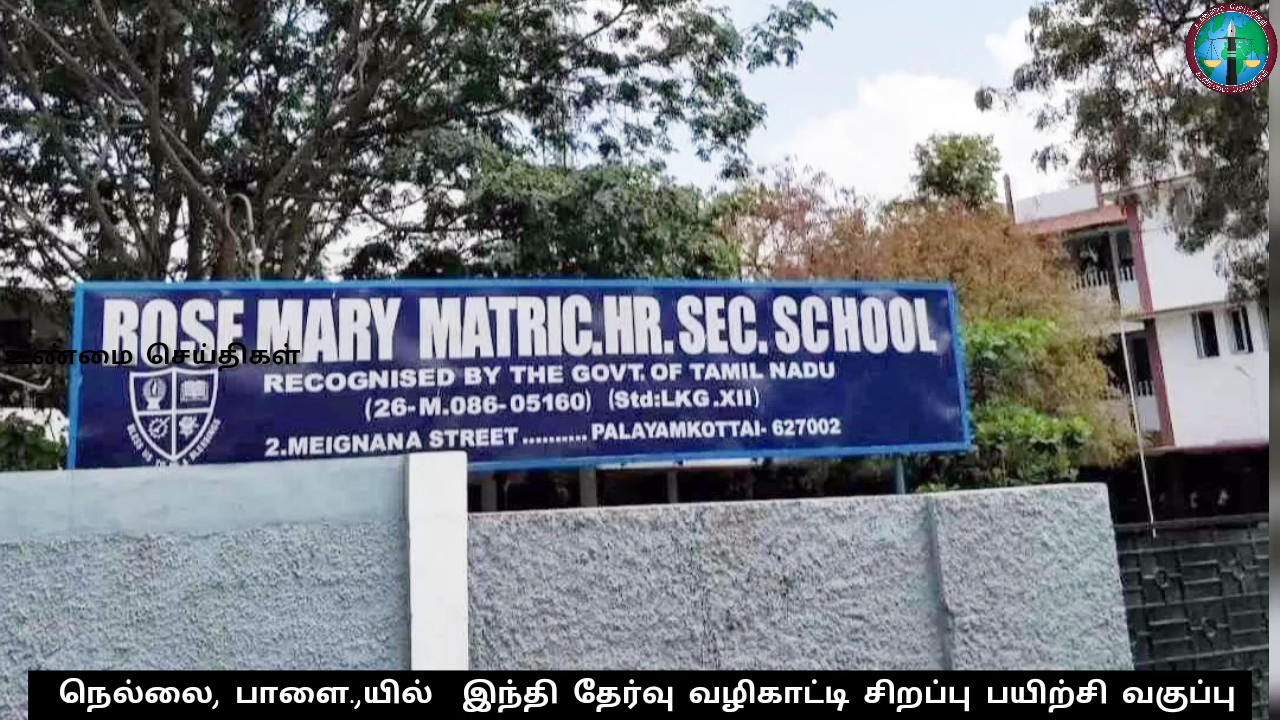 ROSE MARY MATRIC.HR.SEC.SCHOOL
உண்மை செய்திகள்
RECOGNISED BY THE GOVT. OF TAMIL NADU
(26-M.086-05160) (Std:LKG.XII)
2.MEIGNANA STREET .......... PALAYAMKOTTAI- 627002
நெல்லை, பாளை.,யில் இந்தி தேர்வு வழிகாட்டி சிறப்பு பயிற்சி வகுப்பு